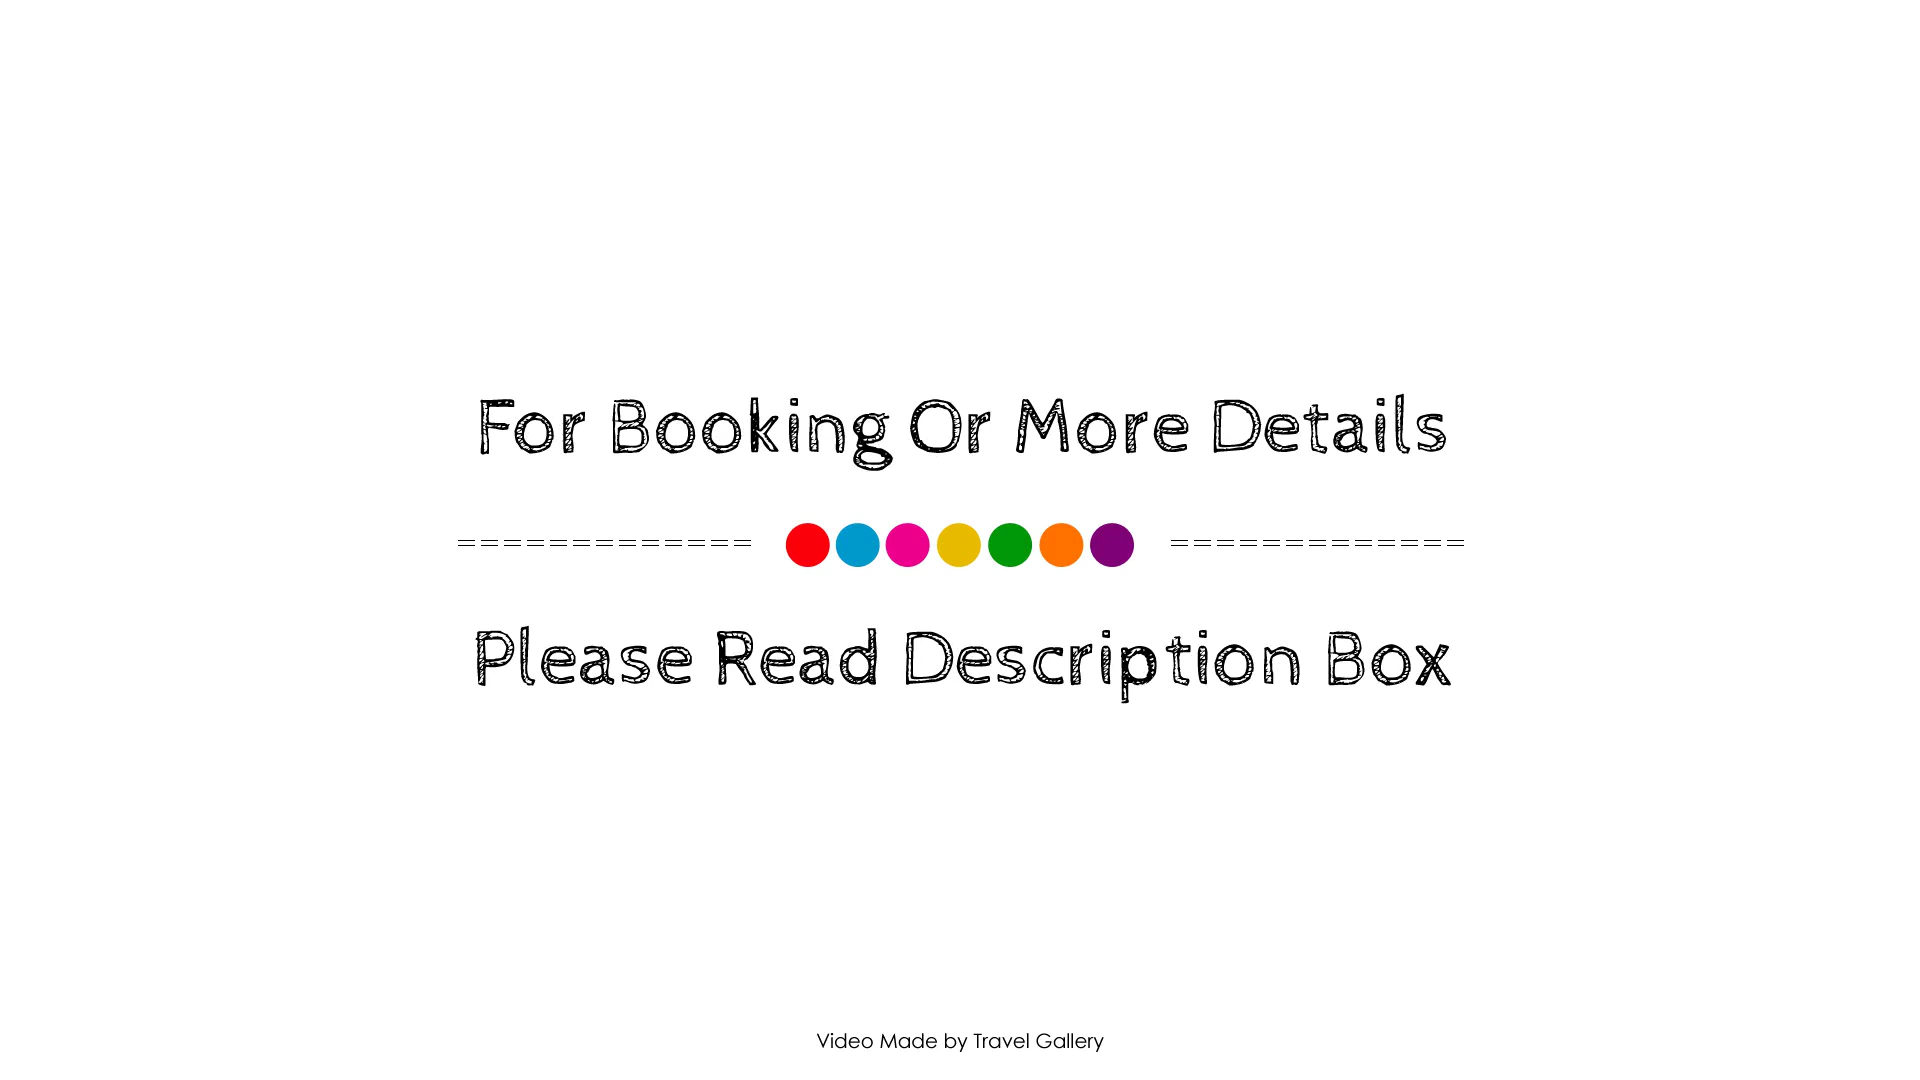 For Booking Or More Details
============= =============
Please Read Description Box
Video Made by Travel Gallery